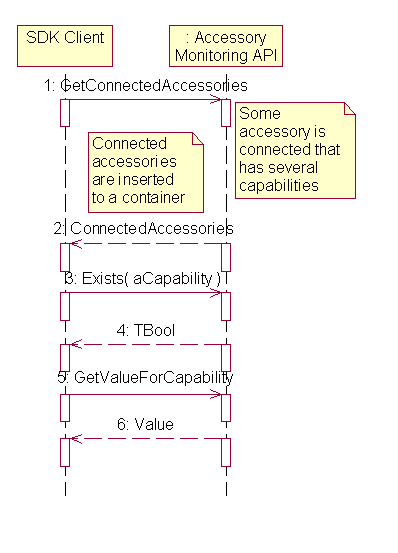 SDK Client
: Accessory
Monitoring API
1: GetConnectedAccessories
Some
accessory is
connected that
has several
capabilities
Connected
accessories
are inserted
to a container
2: ConnectedAccessories
3: Exists( aCapability )
4: TBool
5: GetValueForCapability
6: Value